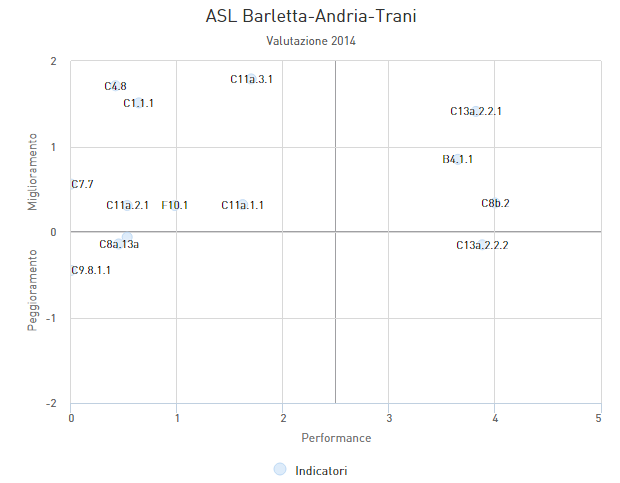 ASL Barletta-Andria-Trani
Valutazione 2014
2
C4.8
C11a.3.1
C1.1.1
C13a.2.2.1
1
B4.1.1
Miglioramento
C7.7
C11a.2.1
F10.1
C11a.1.1
C8b.2
0
C8a.13a
C13a.2.2.2
C9.8.1.1
Peggioramento
-1
-2
0 1 2 3 4 5
Performance
Indicatori